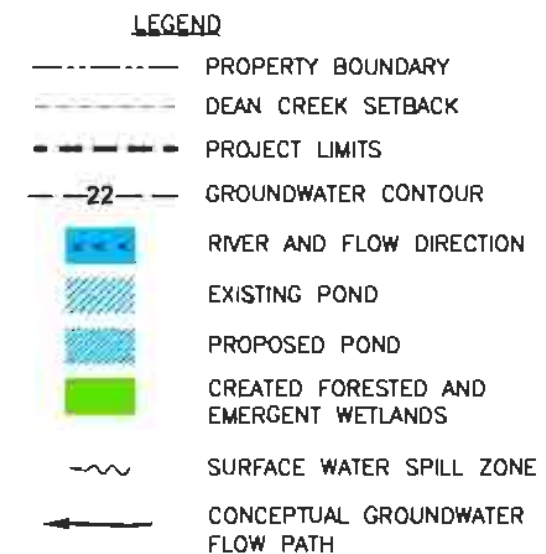 LEGEND
PROPERTY BOUNDARY
DEAN CREEK SETBACK
PROJECT LIMITS
22 GROUNDWATER CONTOUR
RIVER AND FLOW DIRECTION
EXISTING POND
PROPOSED POND
CREATED FORESTED AND
EMERGENT WETLANDS
SURFACE WATER SPILL ZONE
CONCEPTUAL GROUNDWATER
FLOW PATH